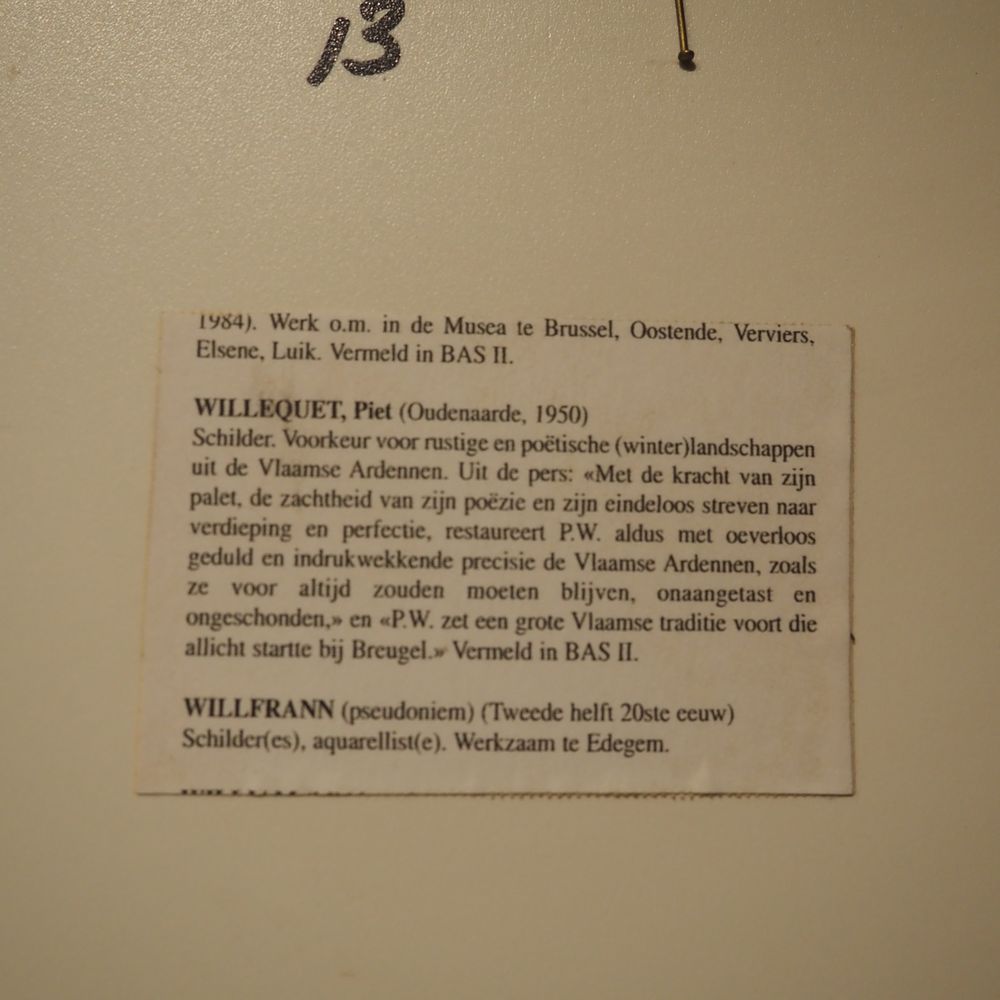 13
1984). Werk o.m. in de Musea te Brussel, Oostende, Verviers,
Elsene, Luik. Vermeld in BAS II.
WILLEQUET, Piet (Oudenaarde, 1950)
Schilder. Voorkeur voor rustige en poëtische (winter)landschappen
uit de Vlaamse Ardennen. Uit de pers: «Met de kracht van zijn
palet, de zachtheid van zijn poëzie en zijn eindeloos streven naar
verdieping en perfectie, restaureert P.W. aldus met oeverloos
geduld en indrukwekkende precisie de Vlaamse Ardennen, zoals
ze voor altijd zouden moeten blijven, onaangetast en
ongeschonden,» en «P.W. zet een grote Vlaamse traditie voort die
allicht startte bij Breugel.» Vermeld in BAS II.
WILLFRANN (pseudoniem) (Tweede helft 20ste eeuw)
Schilder(es), aquarellist(e). Werkzaam te Edegem.